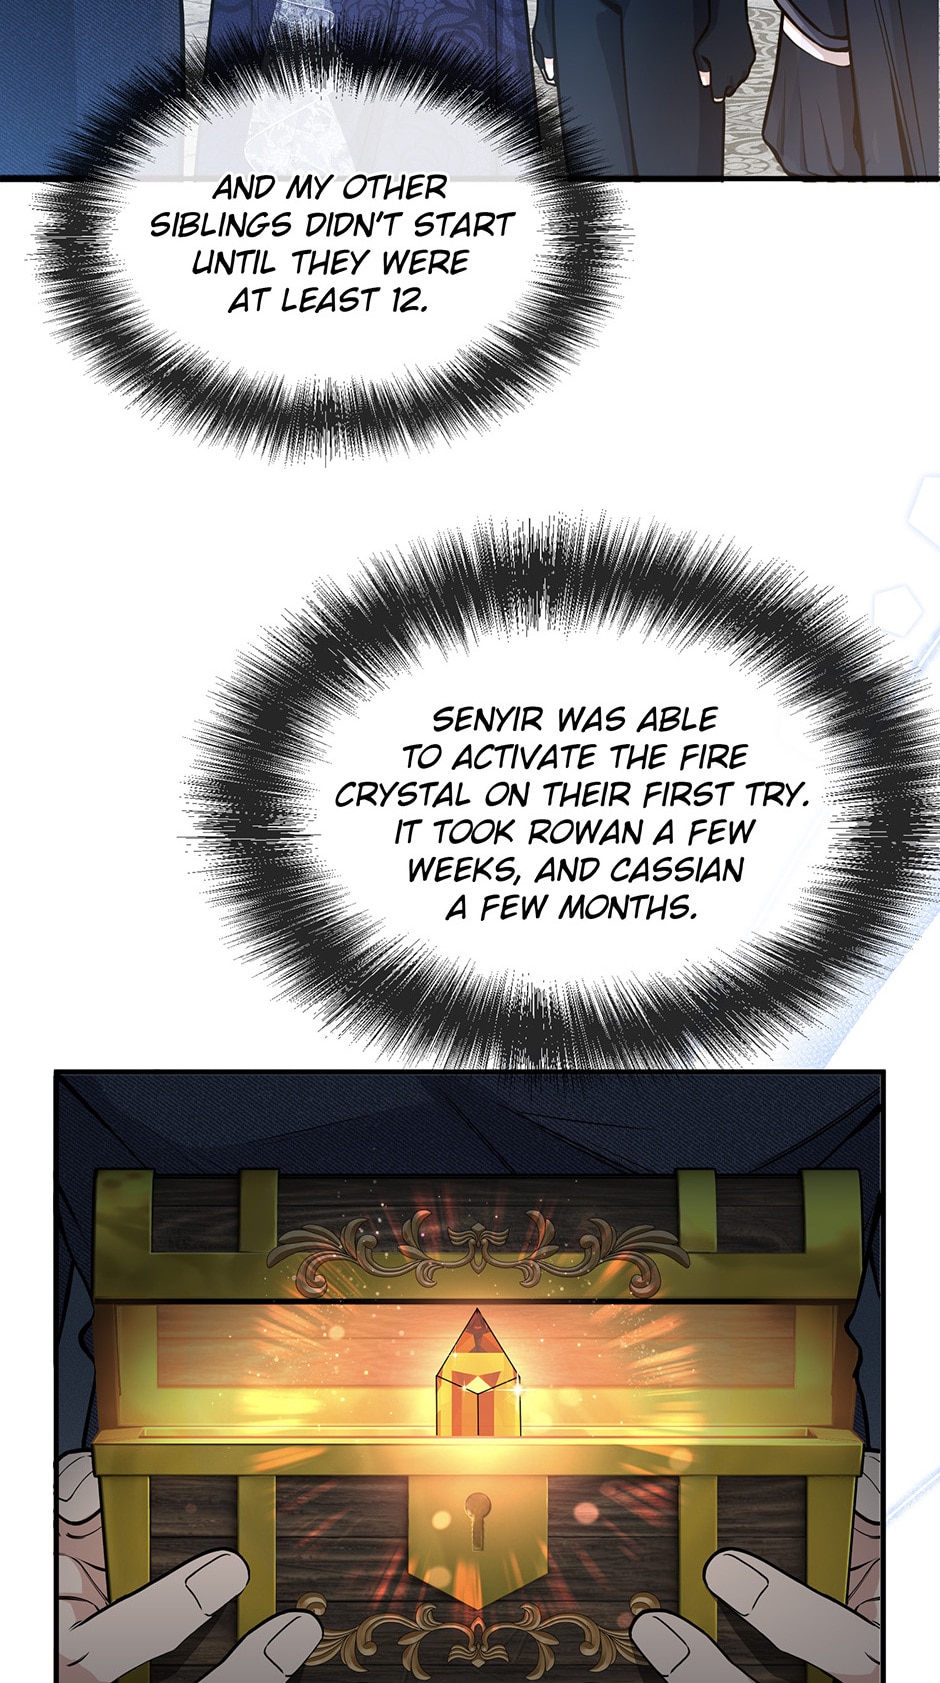 AND MY OTHER
SIBLINGS DIDN'T START
UNTIL THEY WERE
AT LEAST 12.
SENYIR WAS ABLE
TO ACTIVATE THE FIRE
CRYSTAL ON THEIR FIRST TRY.
IT TOOK ROWAN A FEW
WEEKS, AND CASSIAN
A FEW MONTHS.